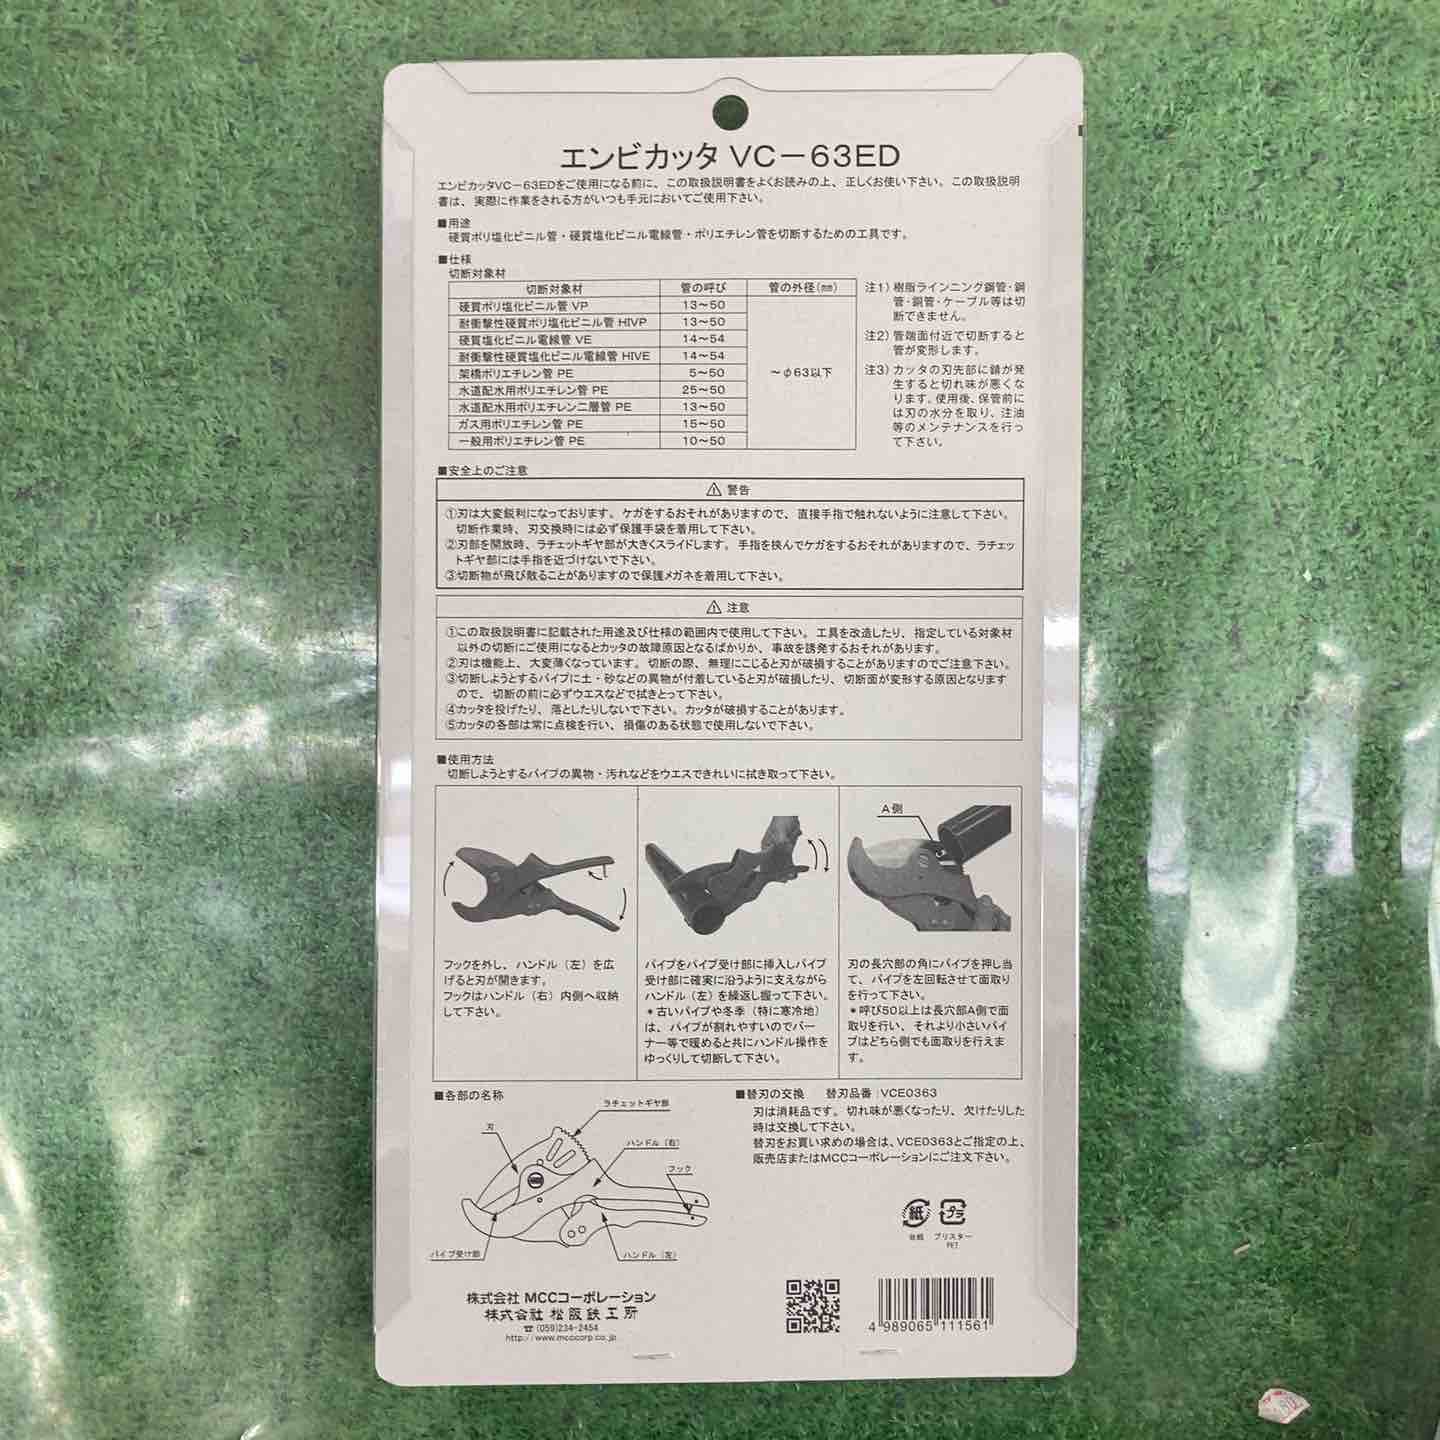 エンビカッタ VC－63ED
エンビカッタVC－63EDをご使用になる前に、この取扱説明書をよくお読みの上、正しくお使い下さい。この取扱説明
書は、実際に作業をされる方がいつも手元においてご使用下さい。
■用途
硬質ポリ塩化ビニル管・硬質塩化ビニル電線管・ポリエチレン管を切断するための工具です。
■仕様
切断対象材
切断対象材 管の呼び 管の外径(㎜)
硬質ポリ塩化ビニル管 VP 13～50
耐衝撃性硬質ポリ塩化ビニル管 HIVP 13～50
硬質塩化ビニル電線管 VE 14～54
耐衝撃性硬質塩化ビニル電線管 HIVE 14～54
架橋ポリエチレン管 PE 5～50
～φ63以下
水道配水用ポリエチレン管 PE 25～50
水道配水用ポリエチレン二層管 PE 13～50
ガス用ポリエチレン管 PE 15～50
一般用ポリエチレン管 PE 10～50
注1) 樹脂ラインニング鋼管・鋼
管・銅管・ケーブル等は切
断できません。
注2) 管端面付近で切断すると
管が変形します。
注3) カッタの刃先部に錆が発
生すると切れ味が悪くな
ります。使用後、保管前に
は刃の水分を取り、注油
等のメンテナンスを行っ
て下さい。
■安全上のご注意
⚠ 警告
①刃は大変鋭利になっております。ケガをするおそれがありますので、直接手指で触れないように注意して下さい。
切断作業時、刃交換時には必ず保護手袋を着用して下さい。
②刃部を開放時、ラチェットギヤ部が大きくスライドします。手指を挟んでケガをするおそれがありますので、ラチェッ
トギヤ部には手指を近づけないで下さい。
③切断物が飛び散ることがありますので保護メガネを着用して下さい。
⚠ 注意
①この取扱説明書に記載された用途及び仕様の範囲内で使用して下さい。工具を改造したり、指定している対象材
以外の切断にご使用になるとカッタの故障原因となるばかりか、事故を誘発するおそれがあります。
②刃は機能上、大変薄くなっています。切断の際、無理にこじると刃が破損することがありますのでご注意下さい。
③切断しようとするパイプに土・砂などの異物が付着していると刃が破損したり、切断面が変形する原因となります
ので、切断の前に必ずウエスなどで拭きとって下さい。
④カッタを投げたり、落としたりしないで下さい。カッタが破損することがあります。
⑤カッタの各部は常に点検を行い、損傷のある状態で使用しないで下さい。
■使用方法
切断しようとするパイプの異物・汚れなどをウエスできれいに拭き取って下さい。
A側
フックを外し、ハンドル（左）を広
げると刃が開きます。
フックはハンドル（右）内側へ収納
して下さい。
パイプをパイプ受け部に挿入しパイプ
受け部に確実に沿うように支えながら
ハンドル（左）を繰返し握って下さい。
＊古いパイプや冬季（特に寒冷地）
は、パイプが割れやすいのでバー
ナー等で暖めると共にハンドル操作を
ゆっくりして切断して下さい。
刃の長穴部の角にパイプを押し当
て、パイプを左回転させて面取り
を行って下さい。
＊呼び50以上は長穴部A側で面
取りを行い、それより小さいパイ
プはどちら側でも面取りを行えま
す。
■各部の名称
ラチェットギヤ部
刃
ハンドル（右）
フック
パイプ受け部
ハンドル（左）
■替刃の交換 替刃品番：VCE0363
刃は消耗品です。切れ味が悪くなったり、欠けたりした
時は交換して下さい。
替刃をお買い求めの場合は、VCE0363とご指定の上、
販売店またはMCCコーポレーションにご注文下さい。
紙 プラ
台紙 ブリスター
PET
株式会社 MCCコーポレーション
株式会社 松阪鉄工所
☎(059)234-2454
http://www.mcccorp.co.jp
4 989065 111561